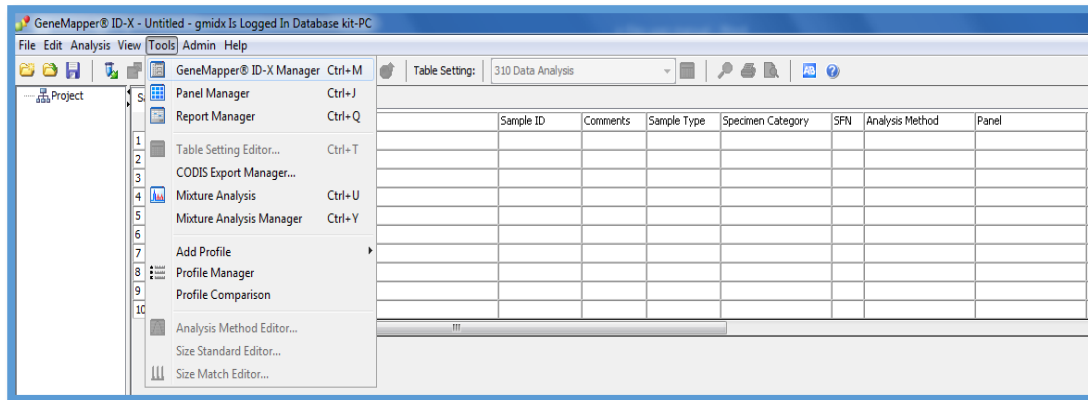 GeneMapper® ID-X - Untitled - gmidx Is Logged In Database kit-PC
File Edit Analysis View Tools Admin Help
Table Setting: 310 Data Analysis
Project
GeneMapper® ID-X Manager Ctrl+M
Panel Manager Ctrl+J
Report Manager Ctrl+Q
Table Setting Editor... Ctrl+T
CODIS Export Manager...
Mixture Analysis Ctrl+U
Mixture Analysis Manager Ctrl+Y
Add Profile
Profile Manager
Profile Comparison
Analysis Method Editor...
Size Standard Editor...
Size Match Editor...
Sample ID Comments Sample Type Specimen Category SFN Analysis Method Panel
1
2
3
4
5
6
7
8
9
10